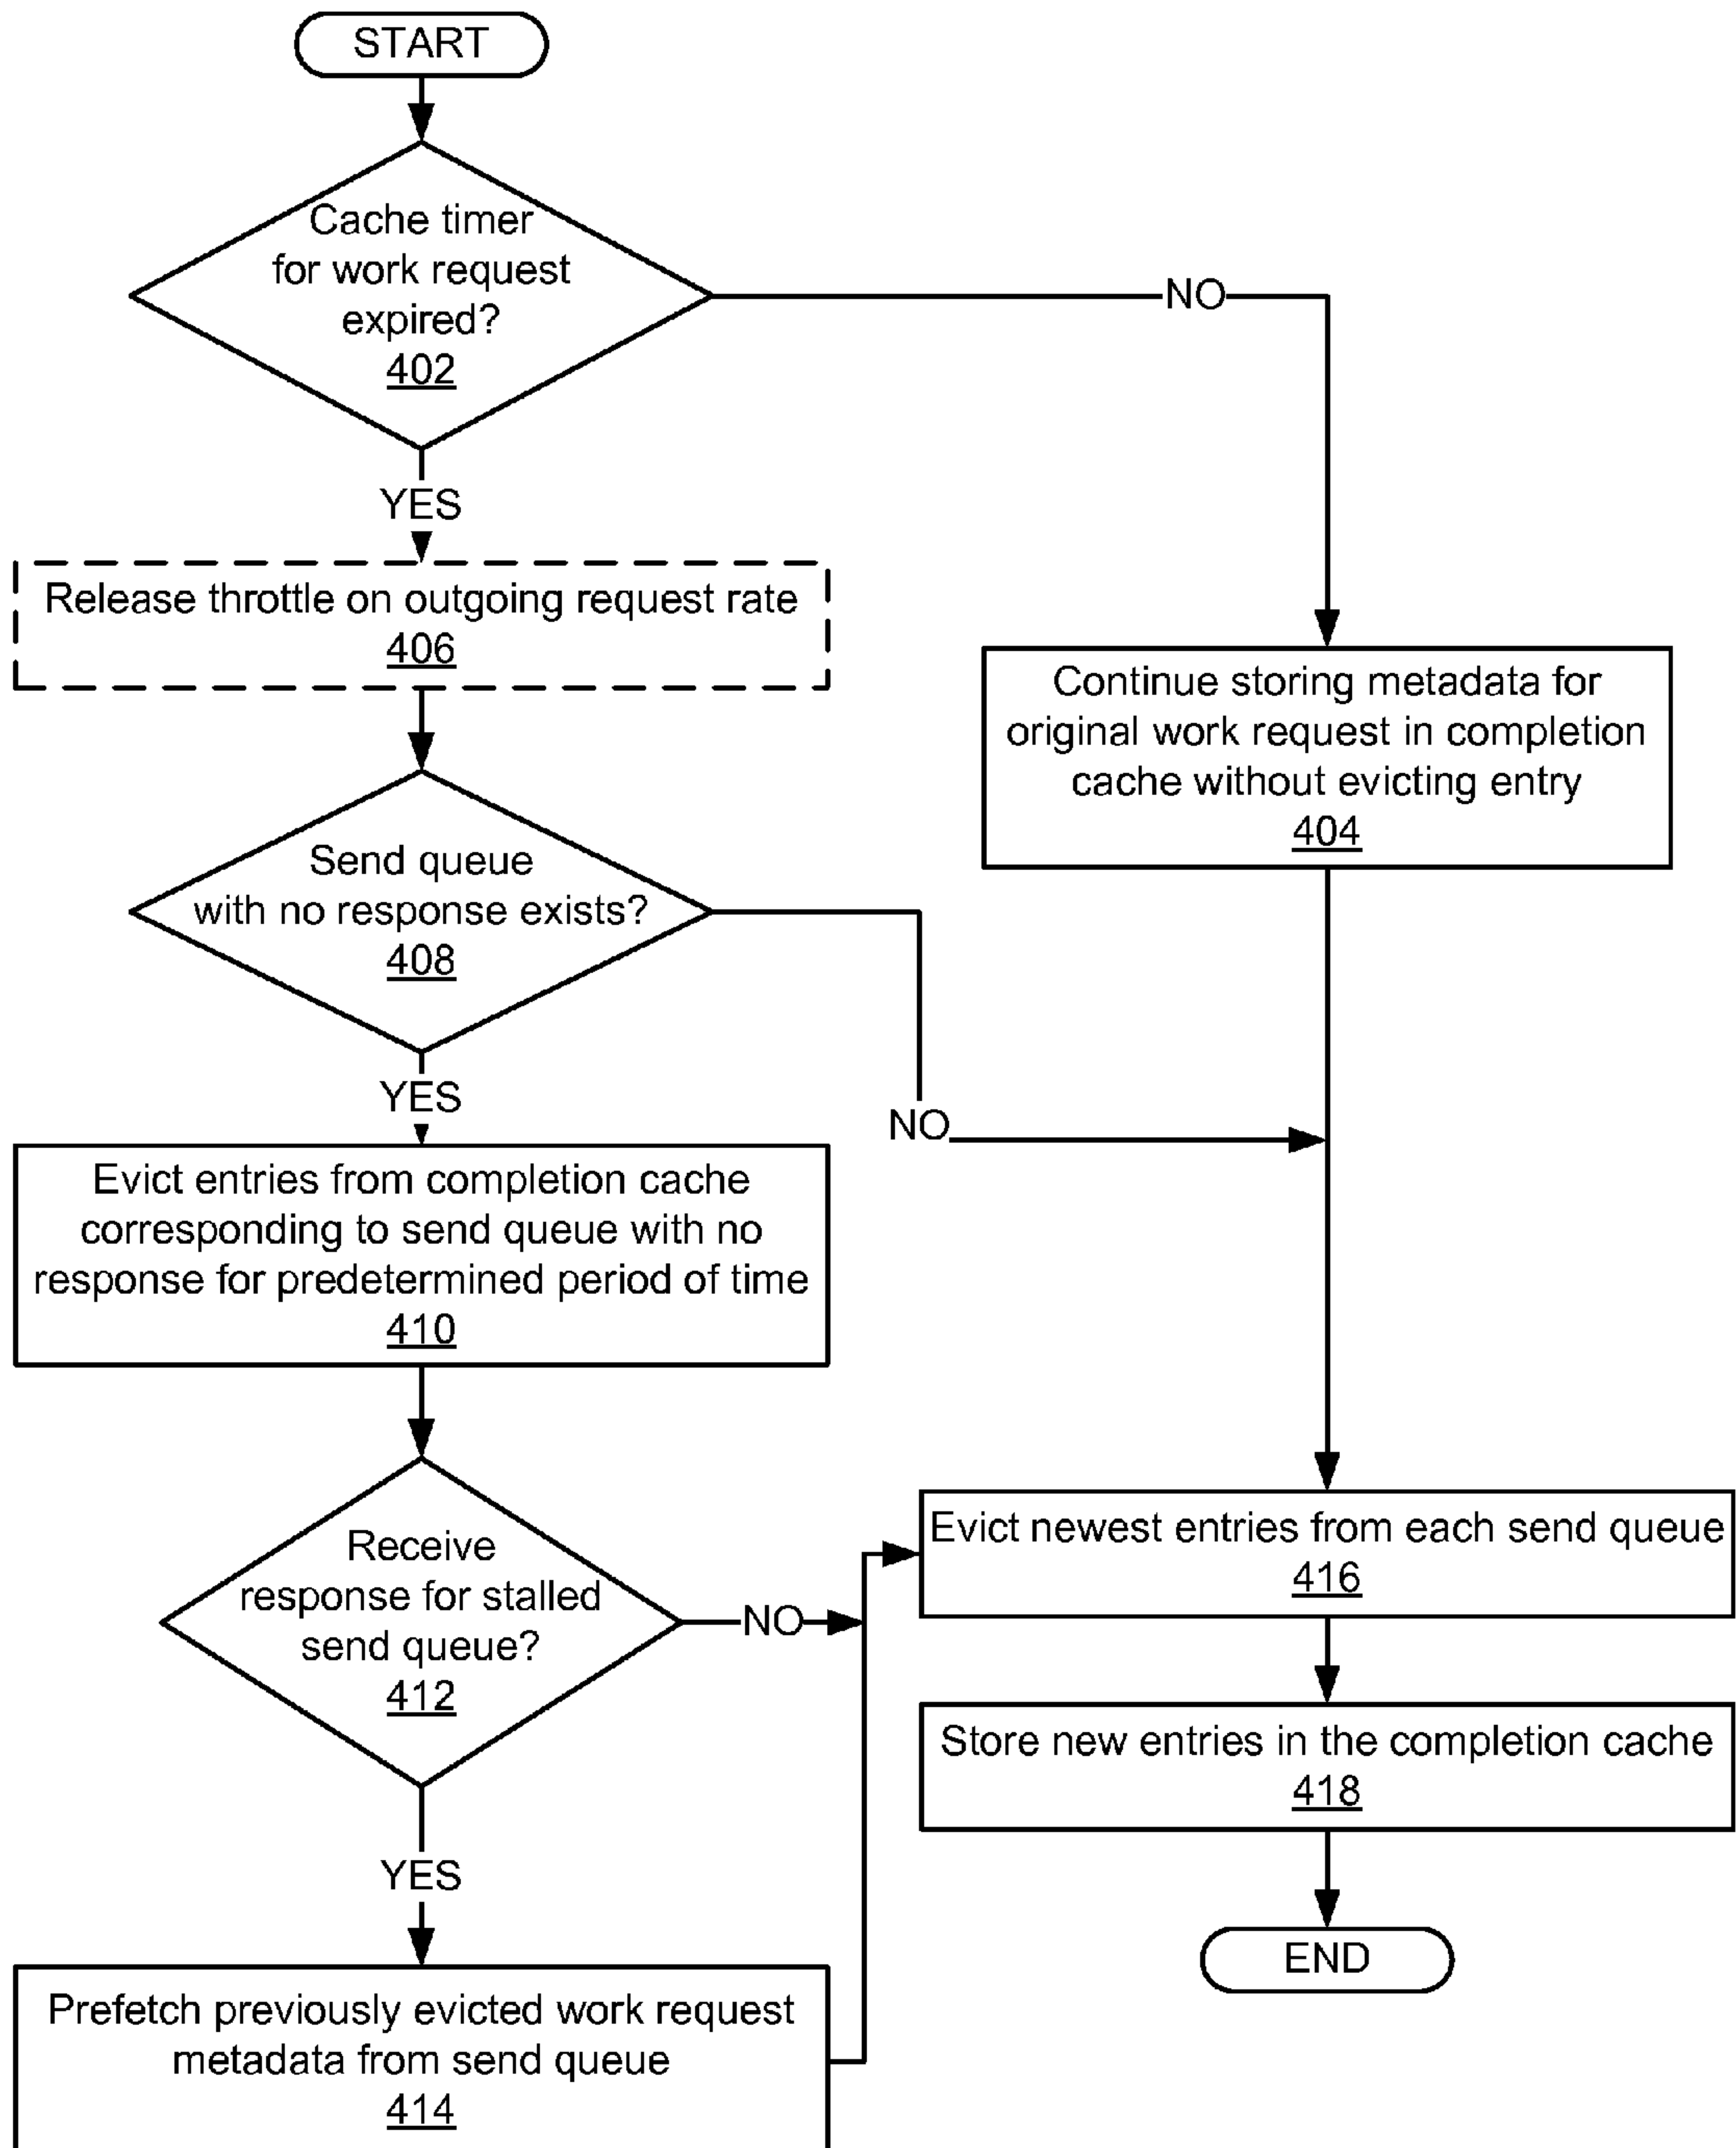 START
Cache timer
for work request
expired?
402
NO
YES
Release throttle on outgoing request rate
406
Continue storing metadata for
original work request in completion
cache without evicting entry
404
Send queue
with no response exists?
408
YES
NO
Evict entries from completion cache
corresponding to send queue with no
response for predetermined period of time
410
Receive
response for stalled
send queue?
412
NO
Evict newest entries from each send queue
416
Store new entries in the completion cache
418
YES
END
Prefetch previously evicted work request
metadata from send queue
414